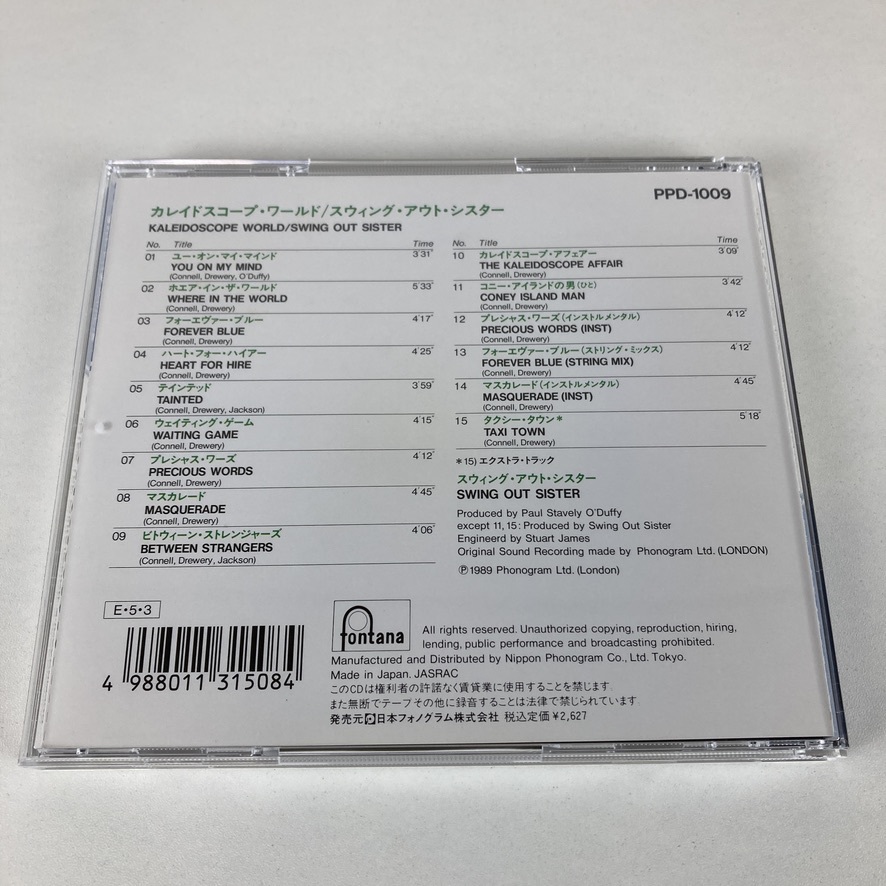 PPD-1009
カレイドスコープ・ワールド/スウィング・アウト・シスター
KALEIDOSCOPE WORLD/SWING OUT SISTER
No. Title Time
01 ユー・オン・マイ・マインド 3'31"
YOU ON MY MIND
(Connell, Drewery, O'Duffy)
02 ホエア・イン・ザ・ワールド 5'33"
WHERE IN THE WORLD
(Connell, Drewery)
03 フォーエヴァー・ブルー 4'17"
FOREVER BLUE
(Connell, Drewery)
04 ハート・フォー・ハイアー 4'25"
HEART FOR HIRE
(Connell, Drewery)
05 テインテッド 3'59"
TAINTED
(Connell, Drewery, Jackson)
06 ウェイティング・ゲーム 4'15"
WAITING GAME
(Connell, Drewery)
07 プレシャス・ワーズ 4'12"
PRECIOUS WORDS
(Connell, Drewery)
08 マスカレード 4'45"
MASQUERADE
(Connell, Drewery)
09 ビトウィーン・ストレンジャーズ 4'06"
BETWEEN STRANGERS
(Connell, Drewery, Jackson)
No. Title Time
10 カレイドスコープ・アフェアー 3'09"
THE KALEIDOSCOPE AFFAIR
(Connell, Drewery)
11 コニー・アイランドの男(ひと) 3'42"
CONEY ISLAND MAN
(Connell, Drewery)
12 プレシャス・ワーズ(インストルメンタル) 4'12"
PRECIOUS WORDS (INST)
(Connell, Drewery)
13 フォーエヴァー・ブルー(ストリング・ミックス) 4'12"
FOREVER BLUE (STRING MIX)
(Connell, Drewery)
14 マスカレード(インストルメンタル) 4'45"
MASQUERADE (INST)
(Connell, Drewery)
15 タクシー・タウン* 5'18"
TAXI TOWN
(Connell, Drewery)
*15) エクストラ・トラック
スウィング・アウト・シスター
SWING OUT SISTER
Produced by Paul Stavely O'Duffy
except 11, 15: Produced by Swing Out Sister
Engineerd by Stuart James
Original Sound Recording made by Phonogram Ltd. (LONDON)
Ⓟ1989 Phonogram Ltd. (London)
E・5・3
4 988011 315084
fontana
All rights reserved. Unauthorized copying, reproduction, hiring,
lending, public performance and broadcasting prohibited.
Manufactured and Distributed by Nippon Phonogram Co., Ltd. Tokyo.
Made in Japan. JASRAC
このCDは権利者の許諾なく賃貸業に使用することを禁じます
また無断でテープその他に録音することは法律で禁じられています
発売元 日本フォノグラム株式会社 税込定価 ¥2,627